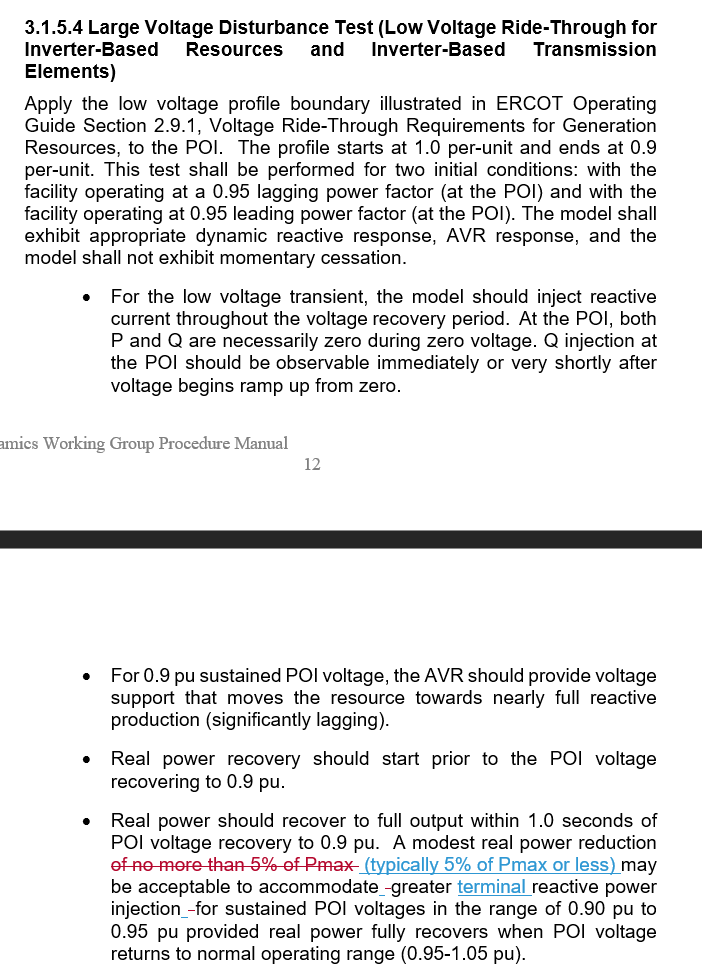 3.1.5.4 Large Voltage Disturbance Test (Low Voltage Ride-Through for
Inverter-Based Resources and Inverter-Based Transmission
Elements)
Apply the low voltage profile boundary illustrated in ERCOT Operating
Guide Section 2.9.1, Voltage Ride-Through Requirements for Generation
Resources, to the POI. The profile starts at 1.0 per-unit and ends at 0.9
per-unit. This test shall be performed for two initial conditions: with the
facility operating at a 0.95 lagging power factor (at the POI) and with the
facility operating at 0.95 leading power factor (at the POI). The model shall
exhibit appropriate dynamic reactive response, AVR response, and the
model shall not exhibit momentary cessation.
• For the low voltage transient, the model should inject reactive
current throughout the voltage recovery period. At the POI, both
P and Q are necessarily zero during zero voltage. Q injection at
the POI should be observable immediately or very shortly after
voltage begins ramp up from zero.
amics Working Group Procedure Manual
12
• For 0.9 pu sustained POI voltage, the AVR should provide voltage
support that moves the resource towards nearly full reactive
production (significantly lagging).
• Real power recovery should start prior to the POI voltage
recovering to 0.9 pu.
• Real power should recover to full output within 1.0 seconds of
POI voltage recovery to 0.9 pu. A modest real power reduction
of no more than 5% of Pmax (typically 5% of Pmax or less) may
be acceptable to accommodate -greater terminal reactive power
injection -for sustained POI voltages in the range of 0.90 pu to
0.95 pu provided real power fully recovers when POI voltage
returns to normal operating range (0.95-1.05 pu).